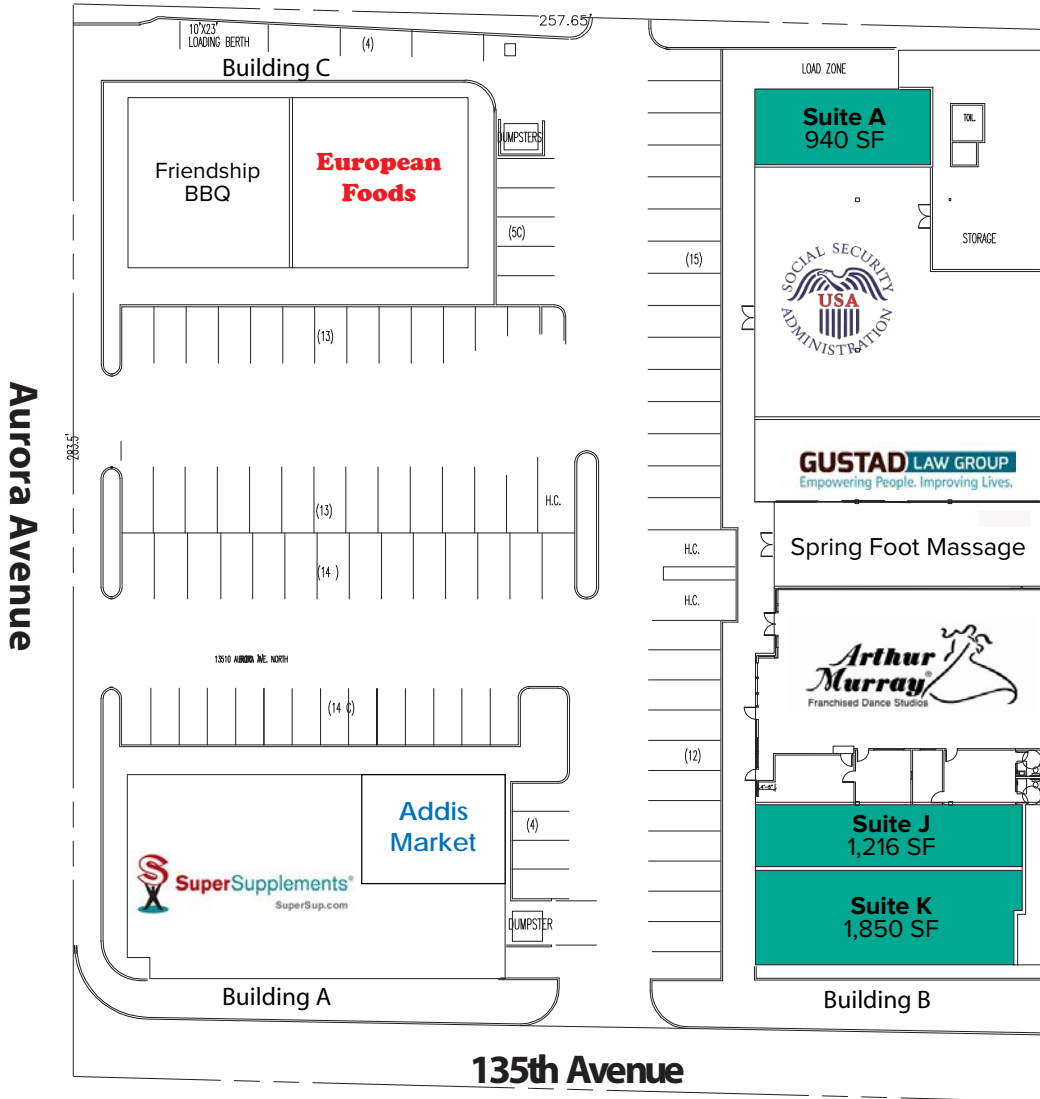 257.65'
10'X23'
LOADING BERTH
(4)
Building C
LOAD ZONE
DUMPSTERS
Suite A
940 SF
TOIL.
Friendship
BBQ
European
Foods
(5C)
(15)
STORAGE
SOCIAL SECURITY
USA
ADMINISTRATION
(13)
Aurora Avenue
283.5'
GUSTAD LAW GROUP
Empowering People. Improving Lives.
(13)
H.C.
Spring Foot Massage
H.C.
(14 )
H.C.
13510 AURORA AVE. NORTH
Arthur
Murray®
Franchised Dance Studios
(14 C)
(12)
Addis
Market
(4)
Suite J
1,216 SF
SuperSupplements®
SuperSup.com
DUMPSTER
Suite K
1,850 SF
Building A
Building B
135th Avenue